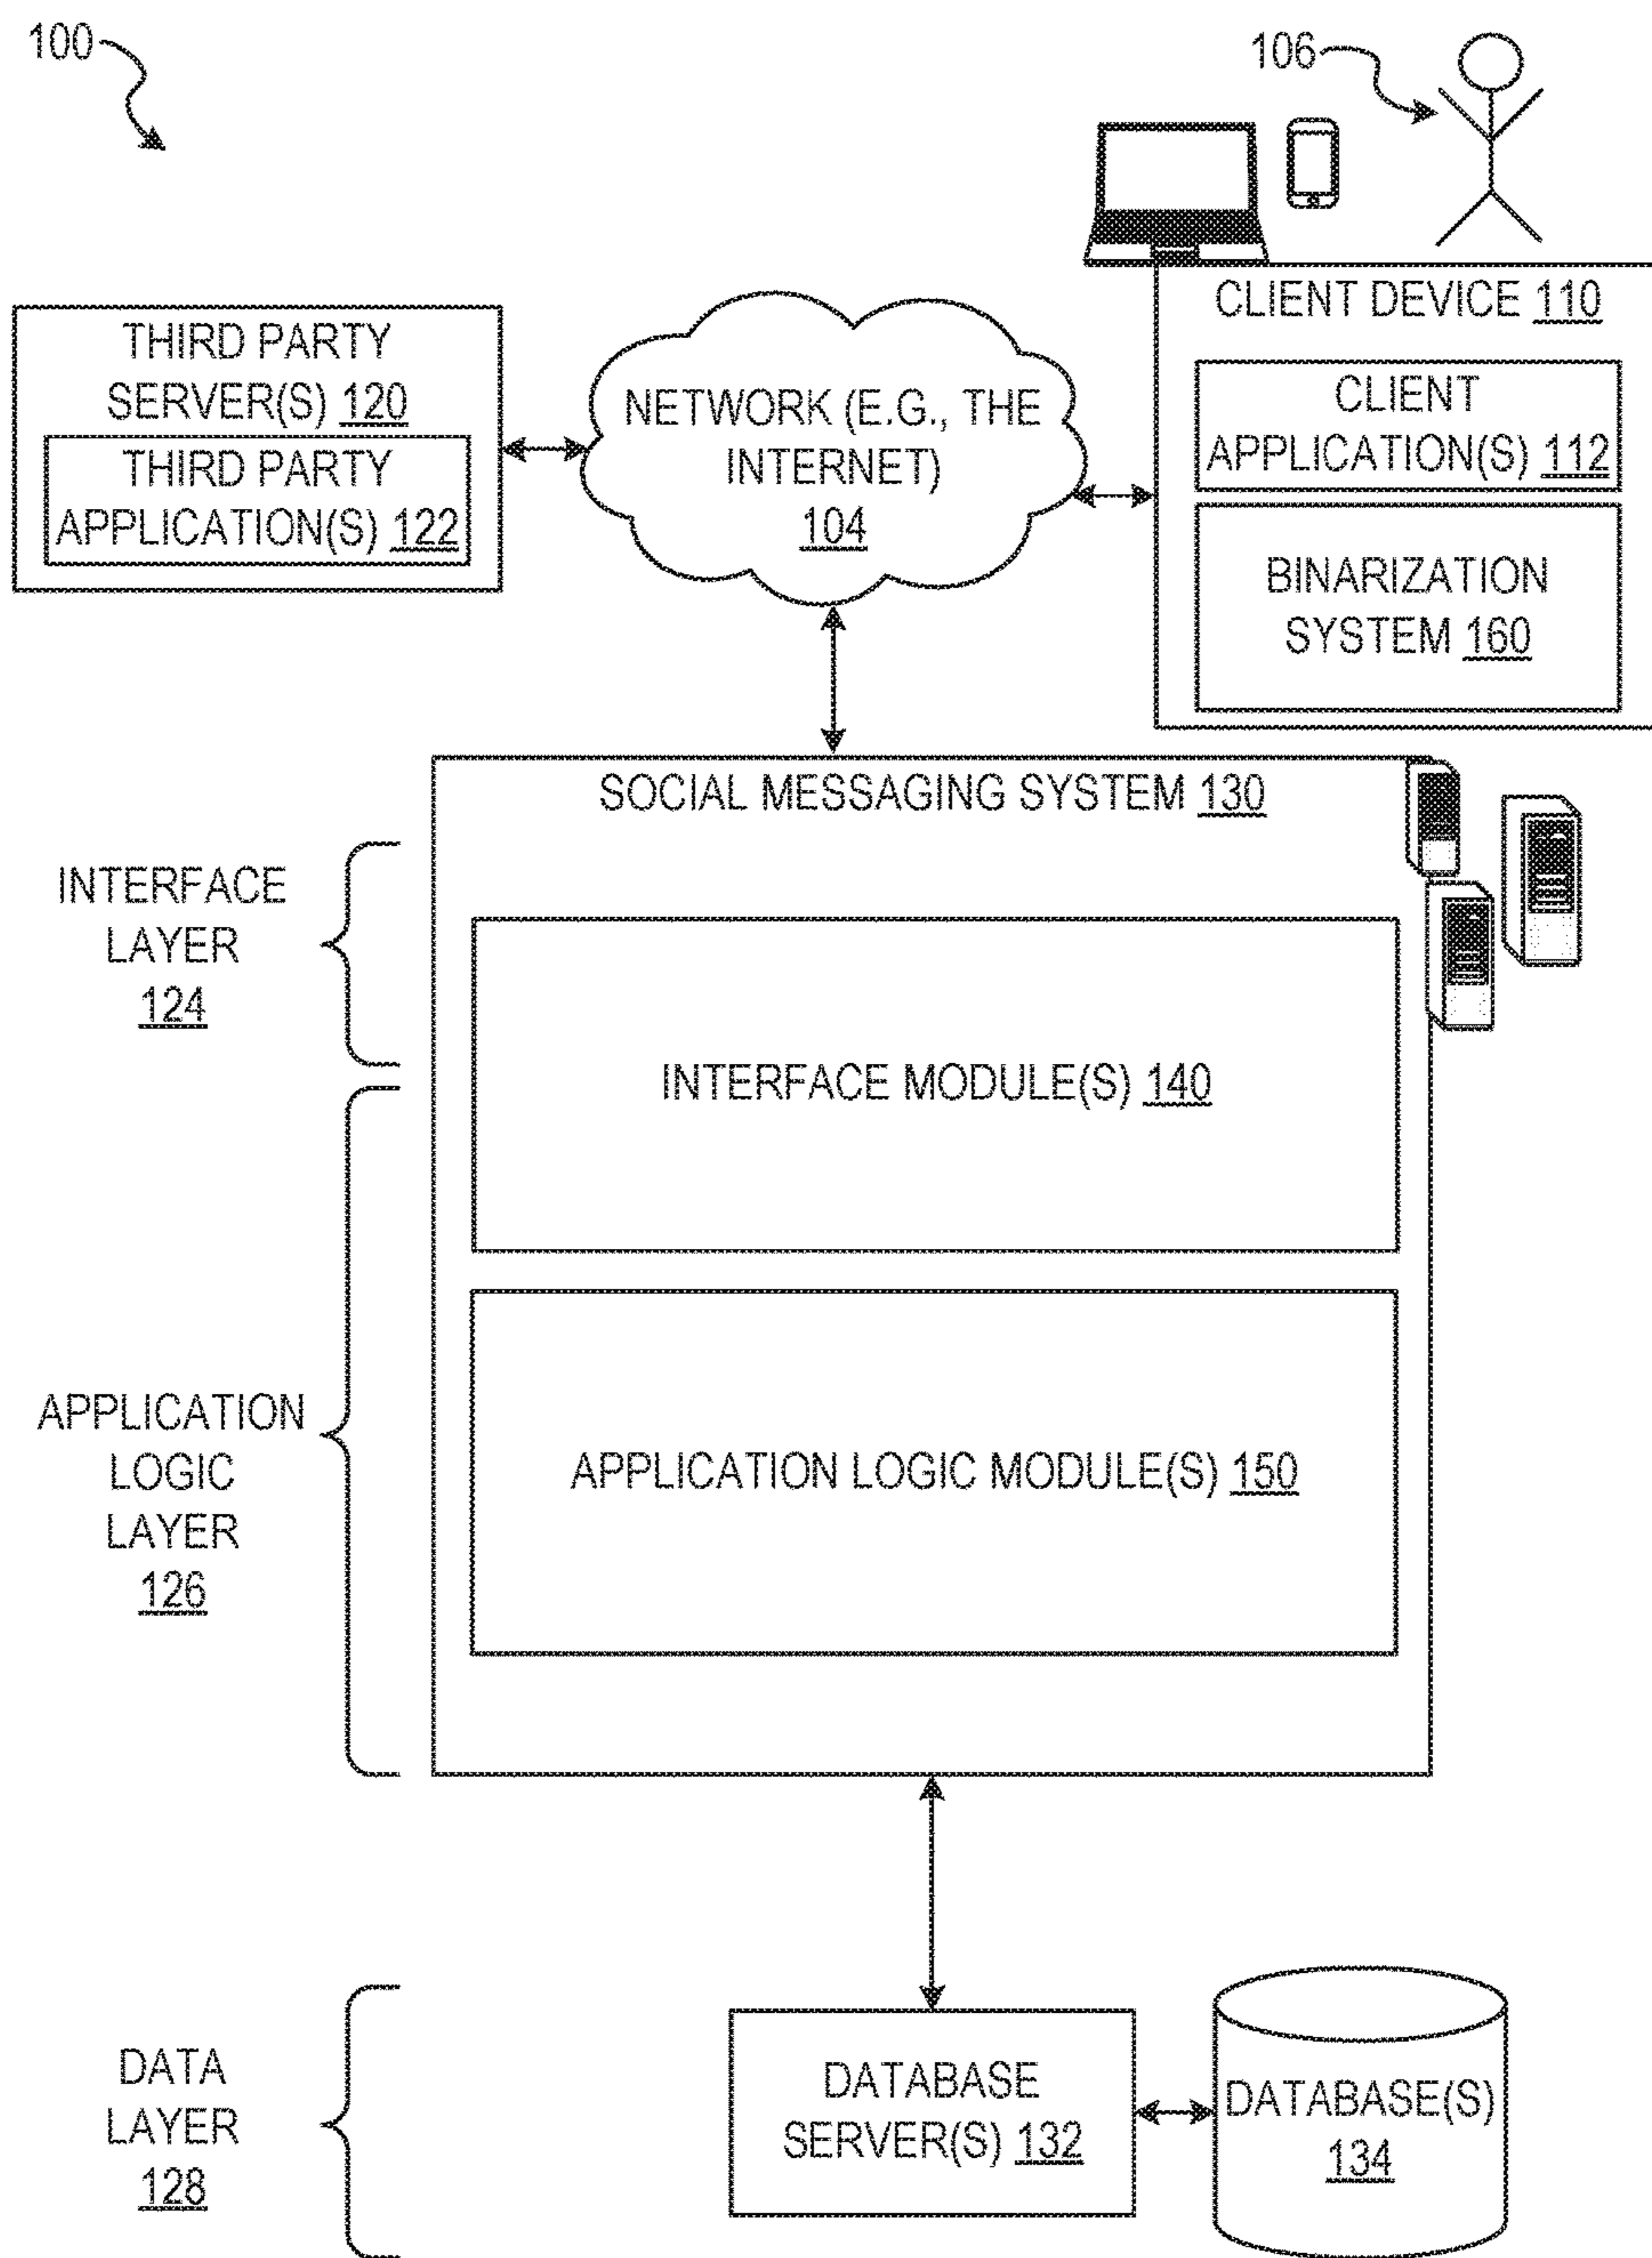 100
106
CLIENT DEVICE 110
THIRD PARTY
SERVER(S) 120
THIRD PARTY
APPLICATION(S) 122
NETWORK (E.G., THE
INTERNET)
104
CLIENT
APPLICATION(S) 112
BINARIZATION
SYSTEM 160
SOCIAL MESSAGING SYSTEM 130
INTERFACE
LAYER
124
INTERFACE MODULE(S) 140
APPLICATION
LOGIC
LAYER
126
APPLICATION LOGIC MODULE(S) 150
DATA
LAYER
128
DATABASE
SERVER(S) 132
DATABASE(S)
134